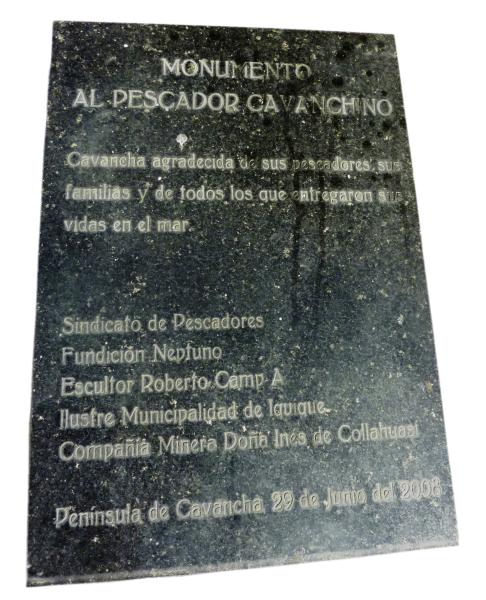 MONUMENTO
AL PESCADOR CAVANCHINO
Cavancha agradecida de sus pescadores, sus
familias y de todos los que entregaron sus
vidas en el mar.
Sindicato de Pescadores
Fundición Neptuno
Escultor Roberto Camp A
Ilustre Municipalidad de Iquique
Compañia Minera Doña Ines de Collahuasi
Península de Cavancha 29 de Junio del 2008